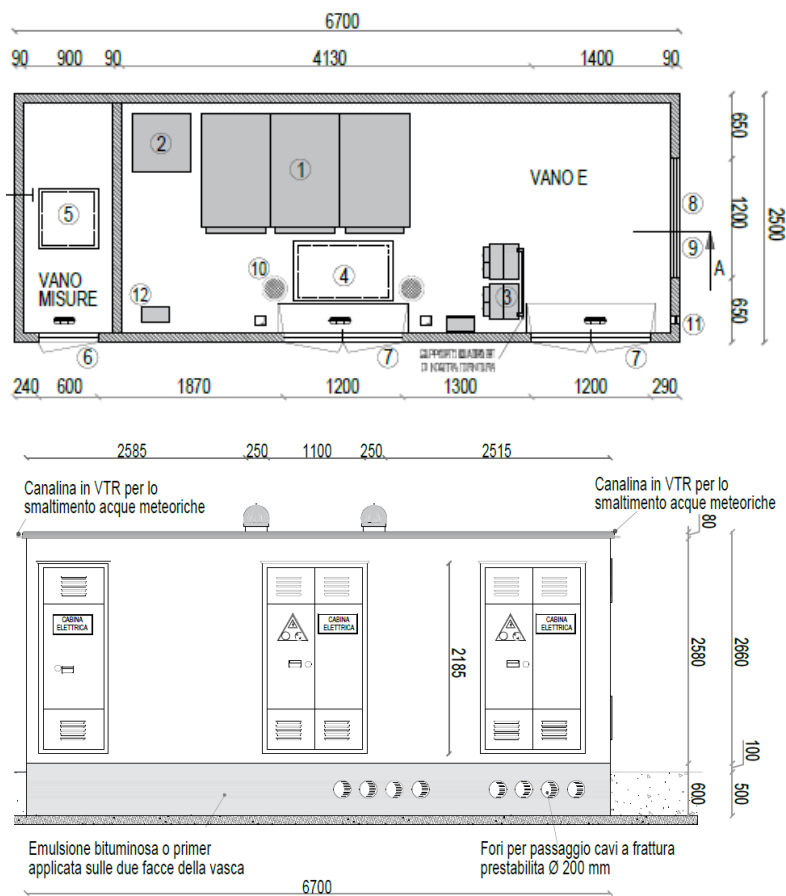 6700
90 900 90 4130 1400 90
2
1
VANO E
5
8
9
VANO
MISURE
10
4
12
3
A
11
6
7
7
650
1200
650
2500
240 600 1870 1200 1300 1200 290
2585 250 1100 250 2515
Canalina in VTR per lo
smaltimento acque meteoriche
Canalina in VTR per lo
smaltimento acque meteoriche
80
CABINA
ELETTRICA
CABINA
ELETTRICA
CABINA
ELETTRICA
2185
2580
2660
100
600
500
Emulsione bituminosa o primer
applicata sulle due facce della vasca
Fori per passaggio cavi a frattura
prestabilita Ø 200 mm
6700